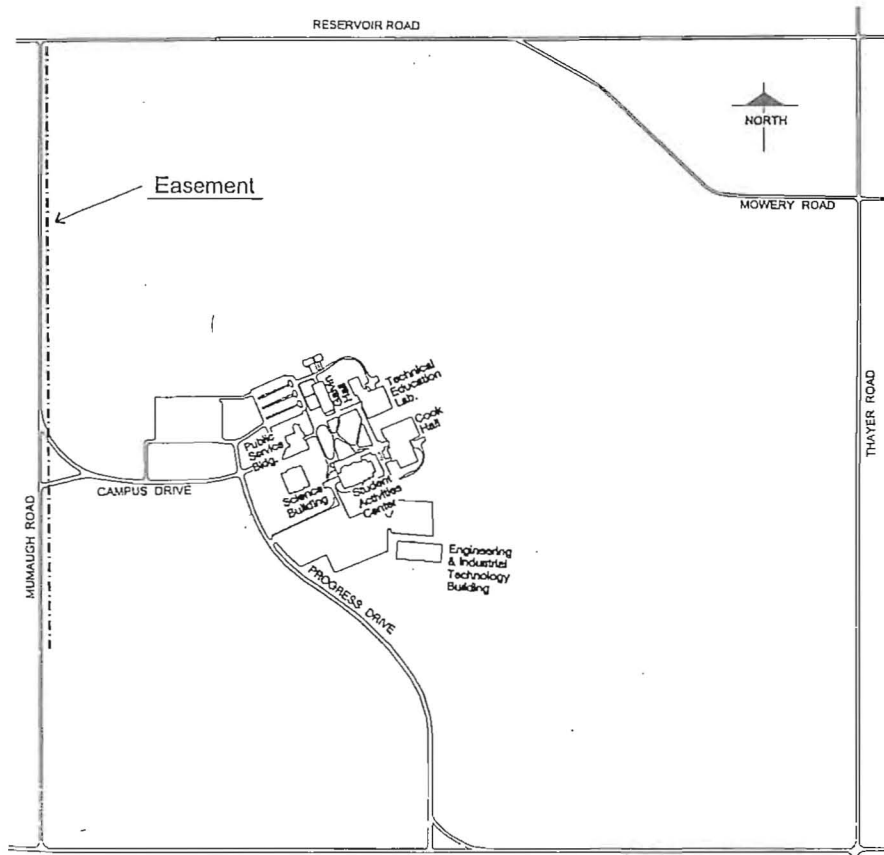 RESERVOIR ROAD
NORTH
Easement
MOWERY ROAD
Technical
Education
Lab.
Cook
Hall
Public
Service
Bldg.
THAYER ROAD
CAMPUS DRIVE
Science
Building
Student
Activities
Center
MUMAUGH ROAD
Engineering
& Industrial
Technology
Building
PROGRESS DRIVE